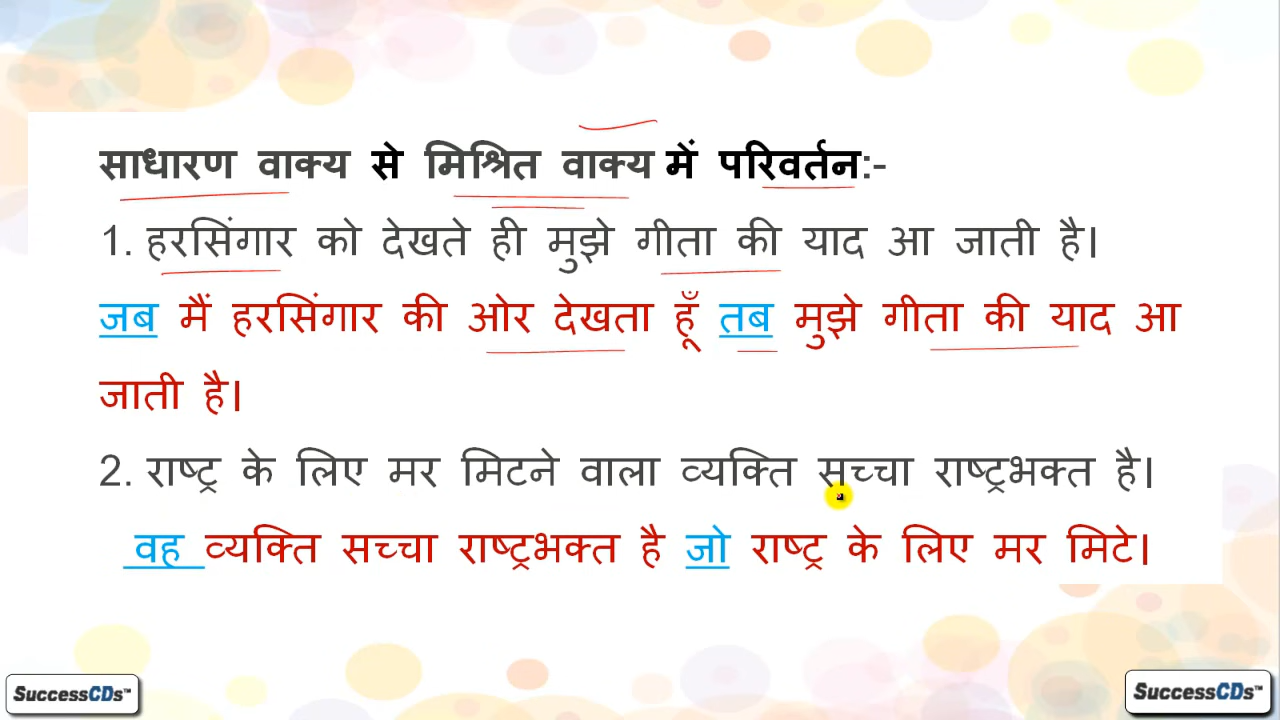 साधारण वाक्य से मिश्रित वाक्य में परिवर्तन:-
1. हरसिंगार को देखते ही मुझे गीता की याद आ जाती है।
जब मैं हरसिंगार की ओर देखता हूँ तब मुझे गीता की याद आ
जाती है।
2. राष्ट्र के लिए मर मिटने वाला व्यक्ति सच्चा राष्ट्रभक्त है।
वह व्यक्ति सच्चा राष्ट्रभक्त है जो राष्ट्र के लिए मर मिटे।
SuccessCDs™
SuccessCDs™